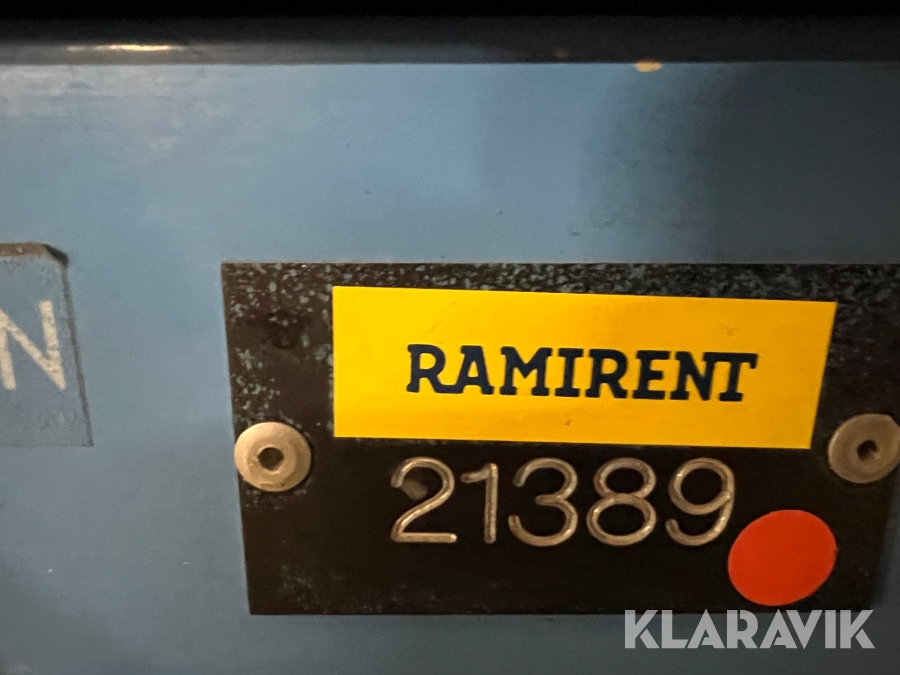 N
RAMIRENT
21389
KLARAVIK